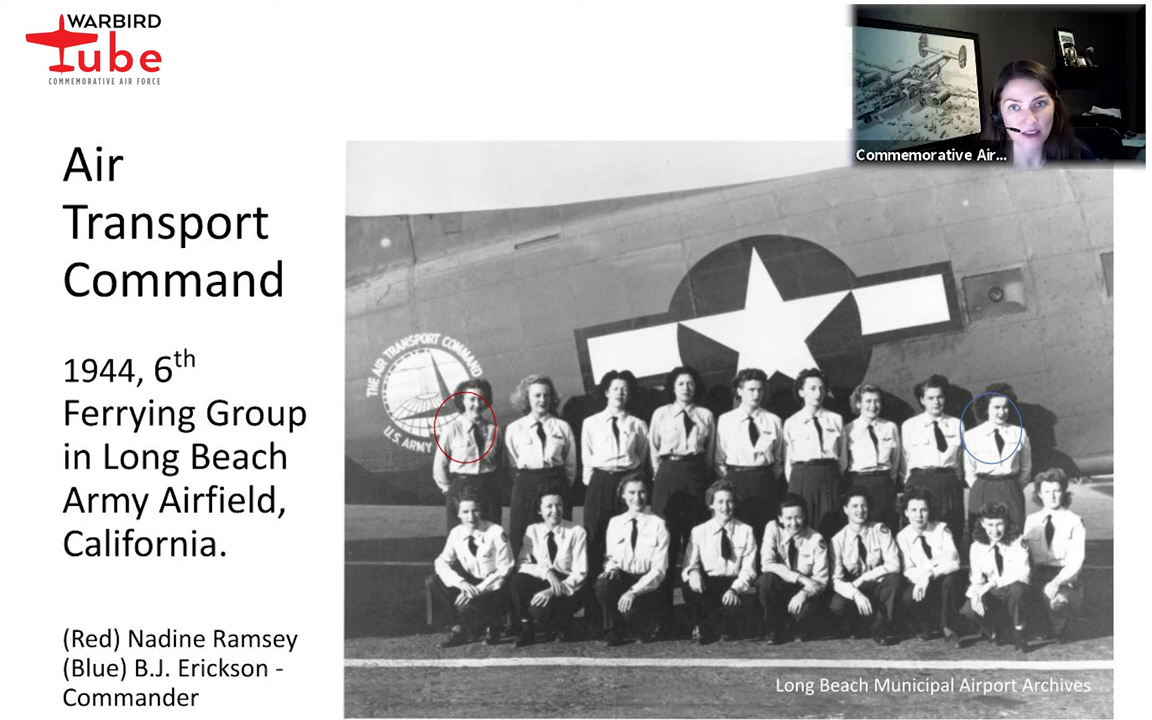 WARBIRD
Tube
COMMEMORATIVE AIR FORCE
Commemorative Air...
Air
Transport
Command
1944, 6th
Ferrying Group
in Long Beach
Army Airfield,
California.
(Red) Nadine Ramsey
(Blue) B.J. Erickson -
Commander
THE AIR TRANSPORT COMMAND
U.S. ARMY
Long Beach Municipal Airport Archives